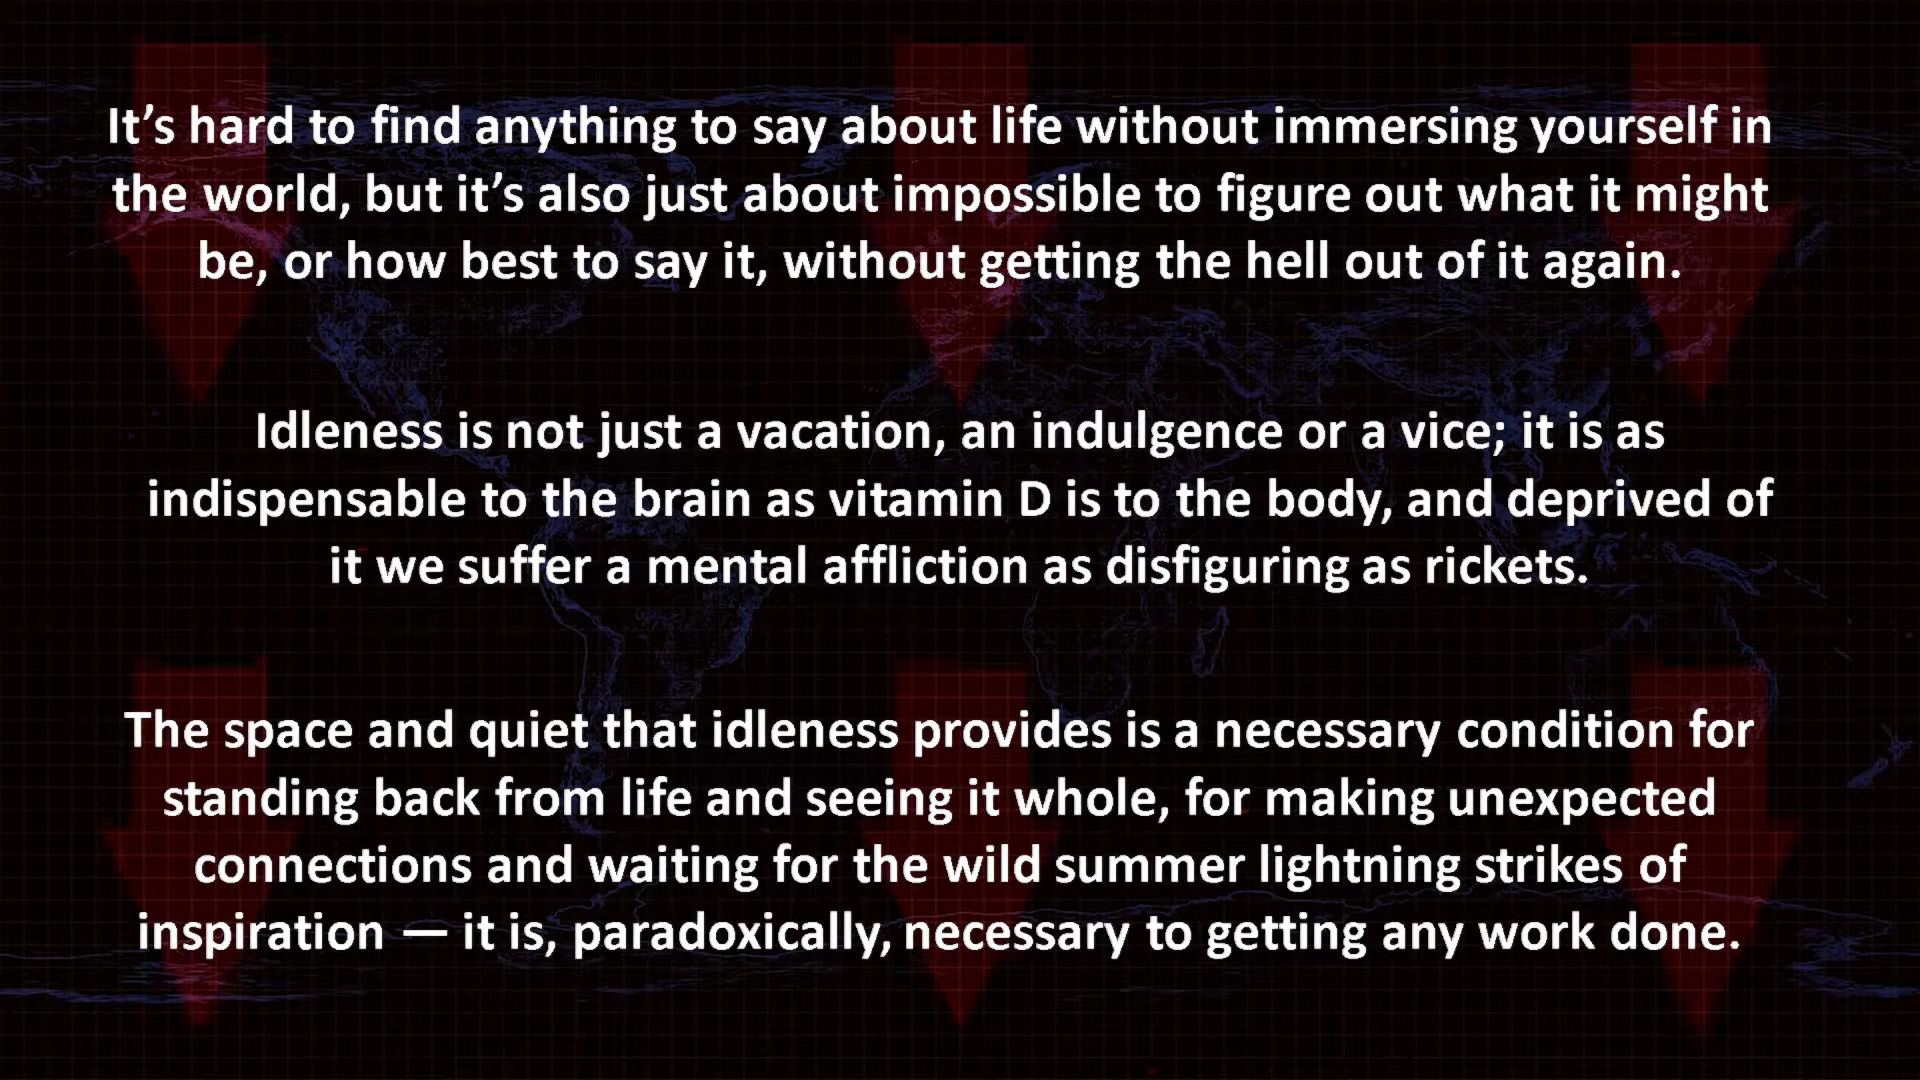 It’s hard to find anything to say about life without immersing yourself in
the world, but it’s also just about impossible to figure out what it might
be, or how best to say it, without getting the hell out of it again.
Idleness is not just a vacation, an indulgence or a vice; it is as
indispensable to the brain as vitamin D is to the body, and deprived of
it we suffer a mental affliction as disfiguring as rickets.
The space and quiet that idleness provides is a necessary condition for
standing back from life and seeing it whole, for making unexpected
connections and waiting for the wild summer lightning strikes of
inspiration — it is, paradoxically, necessary to getting any work done.